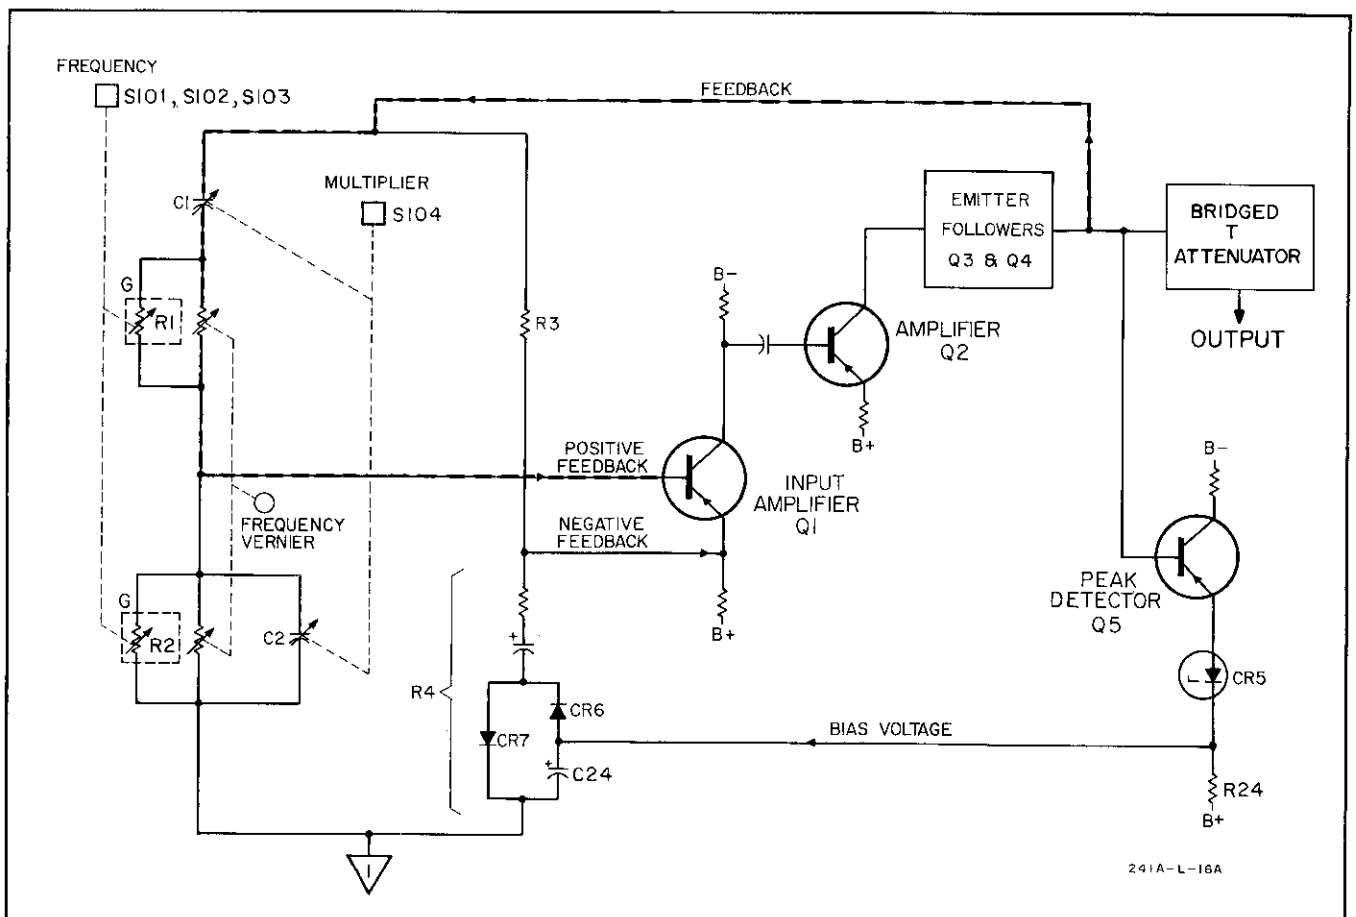 FREQUENCY
S101, S102, S103
FEEDBACK
MULTIPLIER
S104
C1
EMITTER
FOLLOWERS
Q3 & Q4
BRIDGED
T
ATTENUATOR
OUTPUT
G
R1
R3
B-
AMPLIFIER
Q2
B+
POSITIVE
FEEDBACK
INPUT
AMPLIFIER
Q1
B-
FREQUENCY
VERNIER
NEGATIVE
FEEDBACK
PEAK
DETECTOR
Q5
G
R2
C2
+
B+
R4
CR5
CR6
CR7
BIAS VOLTAGE
+
C24
R24
B+
1
241A-L-16A